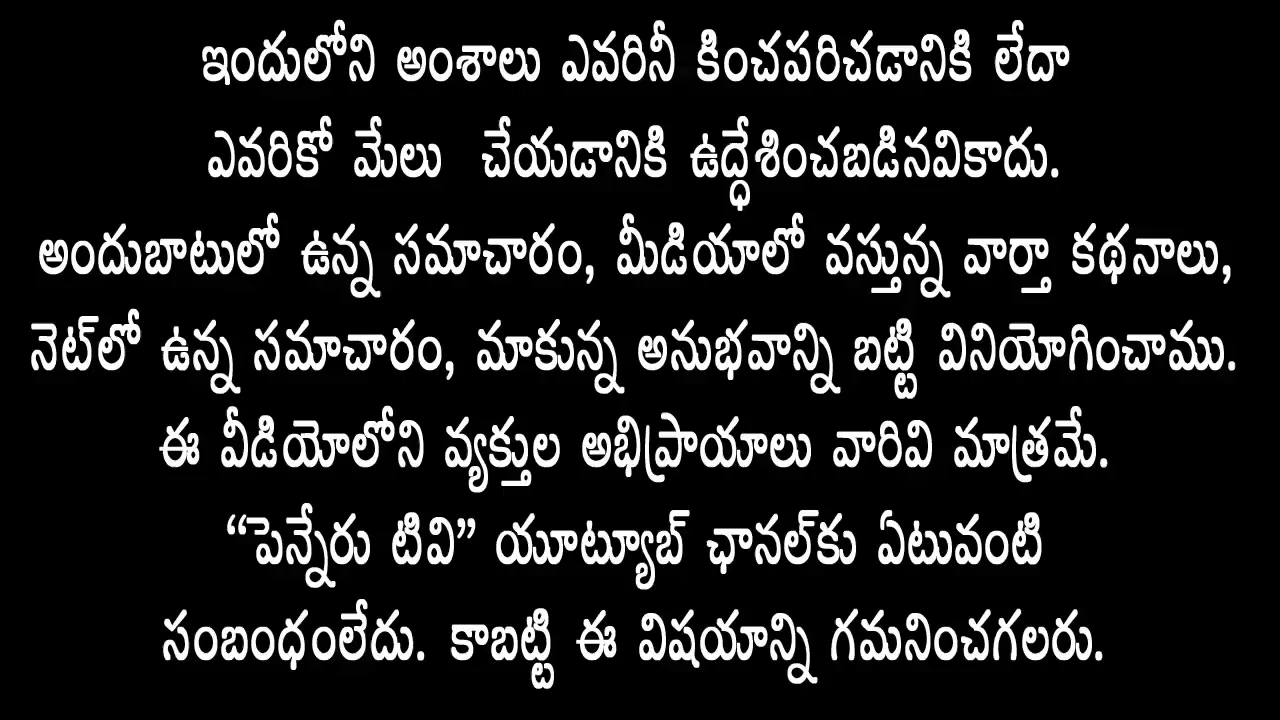 ఇందులోని అంశాలు ఎవరినీ కించపరిచడానికి లేదా
ఎవరికో మేలు చేయడానికి ఉద్ధేశించబడినవికాదు.
అందుబాటులో ఉన్న సమాచారం, మీడియాలో వస్తున్న వార్తా కథనాలు,
నెట్‌లో ఉన్న సమాచారం, మాకున్న అనుభవాన్ని బట్టి వినియోగించాము.
ఈ వీడియోలోని వ్యక్తుల అభిప్రాయాలు వారివి మాత్రమే.
“పెన్నేరు టివి” యూట్యూబ్ ఛానల్‌కు ఏటువంటి
సంబంధంలేదు. కాబట్టి ఈ విషయాన్ని గమనించగలరు.